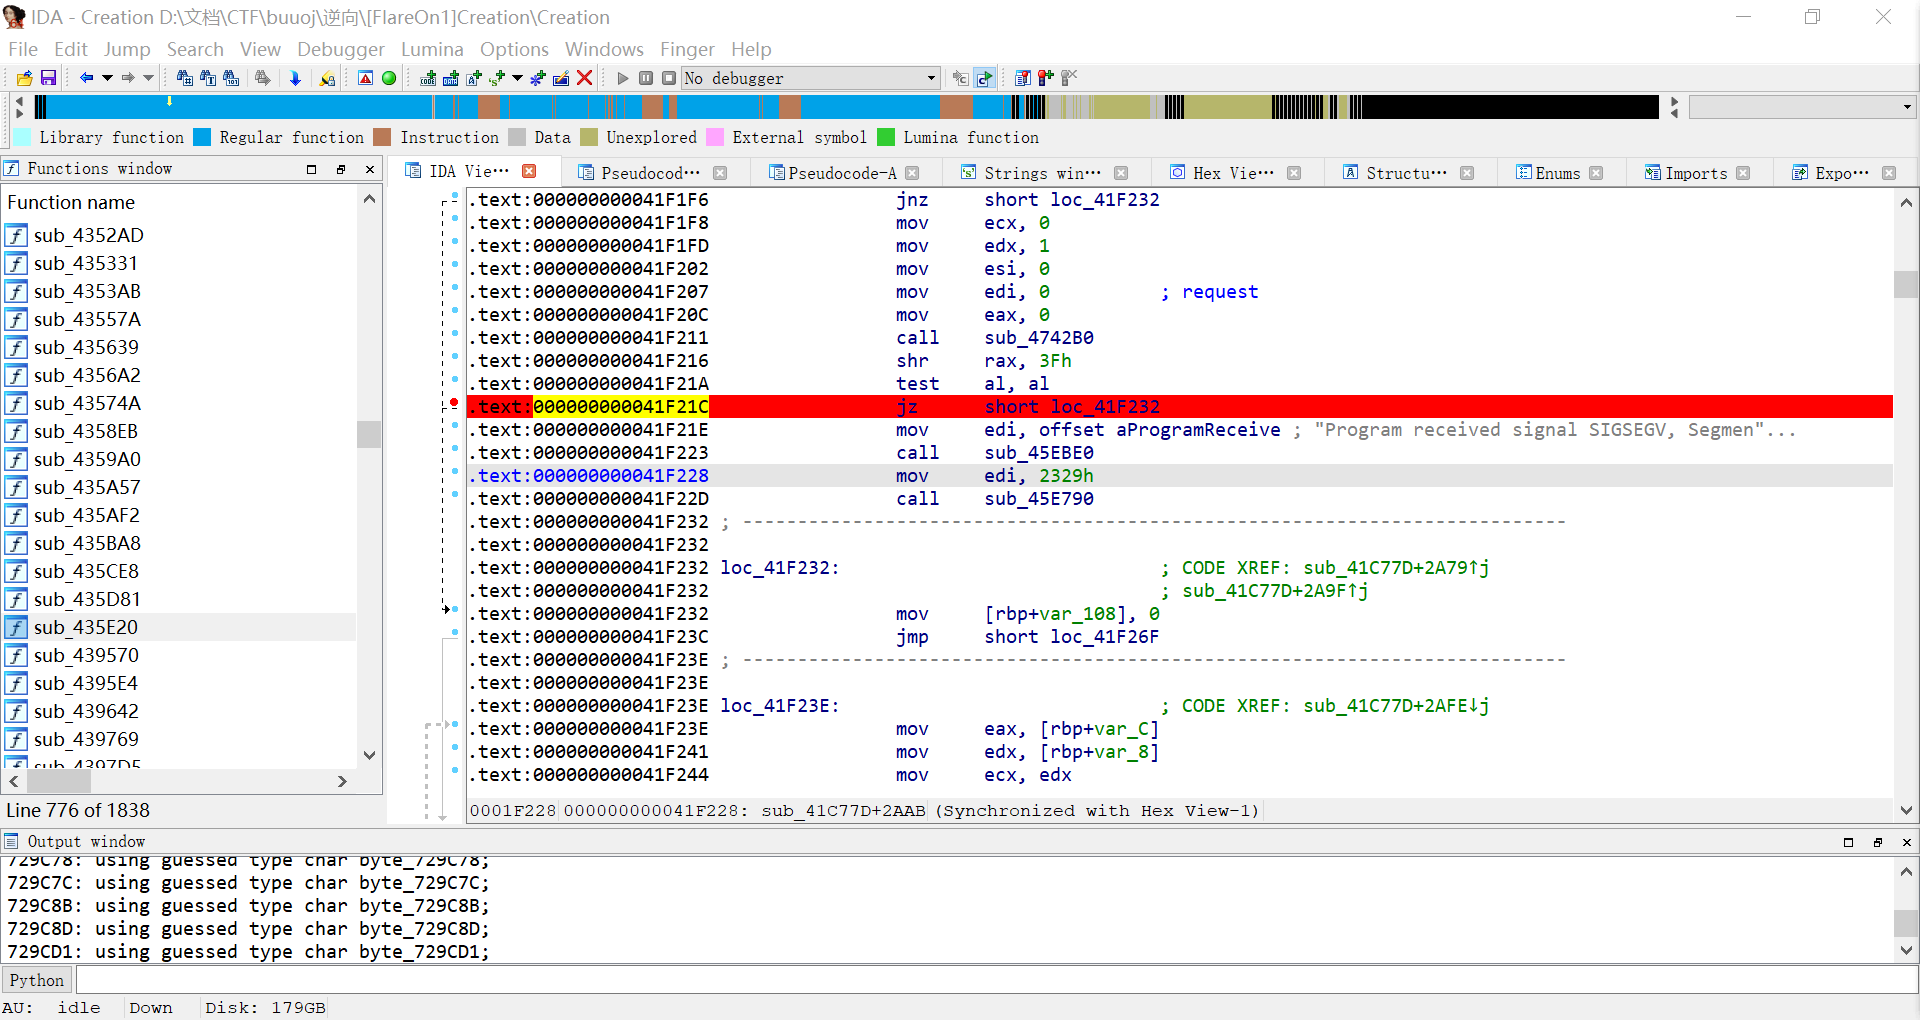 IDA - Creation D:\文档\CTF\buuoj\逆向\[FlareOn1]Creation\Creation
File Edit Jump Search View Debugger Lumina Options Windows Finger Help
No debugger
Library function Regular function Instruction Data Unexplored External symbol Lumina function
Functions window
IDA Vie··· Pseudocod··· Pseudocode-A Strings win··· Hex Vie··· Structu··· Enums Imports Expo···
Function name
sub_4352AD
sub_435331
sub_4353AB
sub_43557A
sub_435639
sub_4356A2
sub_43574A
sub_4358EB
sub_4359A0
sub_435A57
sub_435AF2
sub_435BA8
sub_435CE8
sub_435D81
sub_435E20
sub_439570
sub_4395E4
sub_439642
sub_439769
sub_4397D5
Line 776 of 1838
.text:000000000041F1F6 jnz short loc_41F232
.text:000000000041F1F8 mov ecx, 0
.text:000000000041F1FD mov edx, 1
.text:000000000041F202 mov esi, 0
.text:000000000041F207 mov edi, 0 ; request
.text:000000000041F20C mov eax, 0
.text:000000000041F211 call sub_4742B0
.text:000000000041F216 shr rax, 3Fh
.text:000000000041F21A test al, al
.text:000000000041F21C jz short loc_41F232
.text:000000000041F21E mov edi, offset aProgramReceive ; "Program received signal SIGSEGV, Segmen"...
.text:000000000041F223 call sub_45EBE0
.text:000000000041F228 mov edi, 2329h
.text:000000000041F22D call sub_45E790
.text:000000000041F232 ; ---------------------------------------------------------------------------
.text:000000000041F232
.text:000000000041F232 loc_41F232: ; CODE XREF: sub_41C77D+2A79↑j
.text:000000000041F232 ; sub_41C77D+2A9F↑j
.text:000000000041F232 mov [rbp+var_108], 0
.text:000000000041F23C jmp short loc_41F26F
.text:000000000041F23E ; ---------------------------------------------------------------------------
.text:000000000041F23E
.text:000000000041F23E loc_41F23E: ; CODE XREF: sub_41C77D+2AFE↓j
.text:000000000041F23E mov eax, [rbp+var_C]
.text:000000000041F241 mov edx, [rbp+var_8]
.text:000000000041F244 mov ecx, edx
0001F228 000000000041F228: sub_41C77D+2AAB (Synchronized with Hex View-1)
Output window
729C78: using guessed type char byte_729C78;
729C7C: using guessed type char byte_729C7C;
729C8B: using guessed type char byte_729C8B;
729C8D: using guessed type char byte_729C8D;
729CD1: using guessed type char byte_729CD1;
Python
AU: idle Down Disk: 179GB